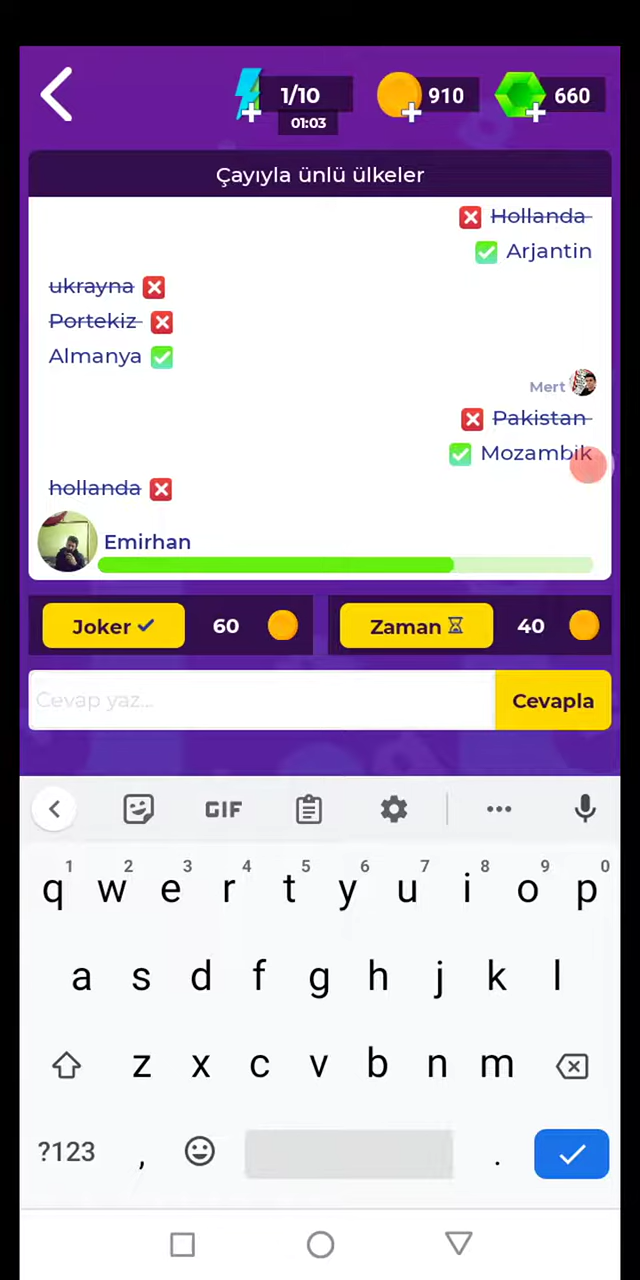 1/10
910
660
01:03
Çayıyla ünlü ülkeler
Hollanda
Arjantin
ukrayna
Portekiz
Almanya
Mert
Pakistan
Mozambik
hollanda
Emirhan
Joker 60
Zaman 40
Cevap yaz...
Cevapla
GIF
1 2 3 4 5 6 7 8 9 0
q w e r t y u i o p
a s d f g h j k l
z x c v b n m
?123 , .